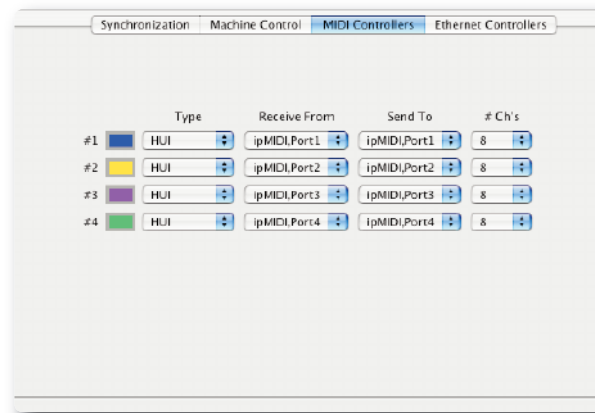 Synchronization Machine Control MIDI Controllers Ethernet Controllers
Type Receive From Send To # Ch's
#1 HUI ipMIDI,Port1 ipMIDI,Port1 8
#2 HUI ipMIDI,Port2 ipMIDI,Port2 8
#3 HUI ipMIDI,Port3 ipMIDI,Port3 8
#4 HUI ipMIDI,Port4 ipMIDI,Port4 8